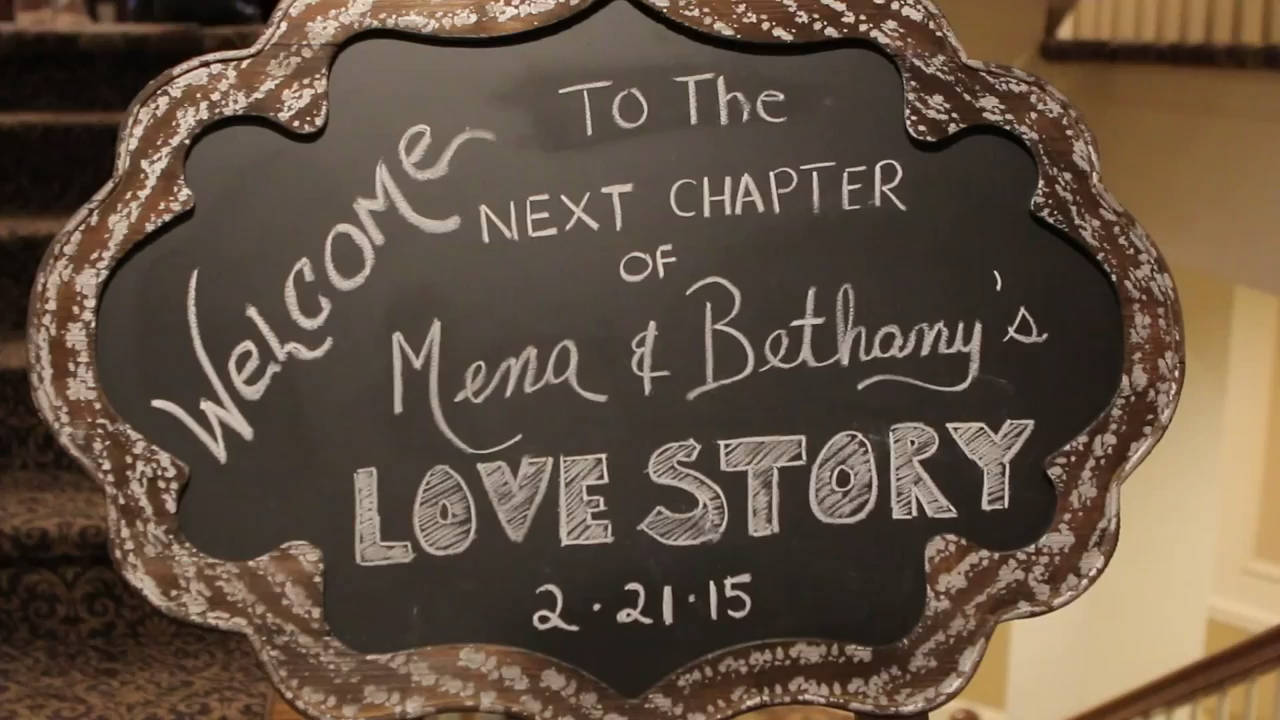 Welcome
To The
NEXT CHAPTER
OF
Mena & Bethany's
LOVE STORY
2.21.15